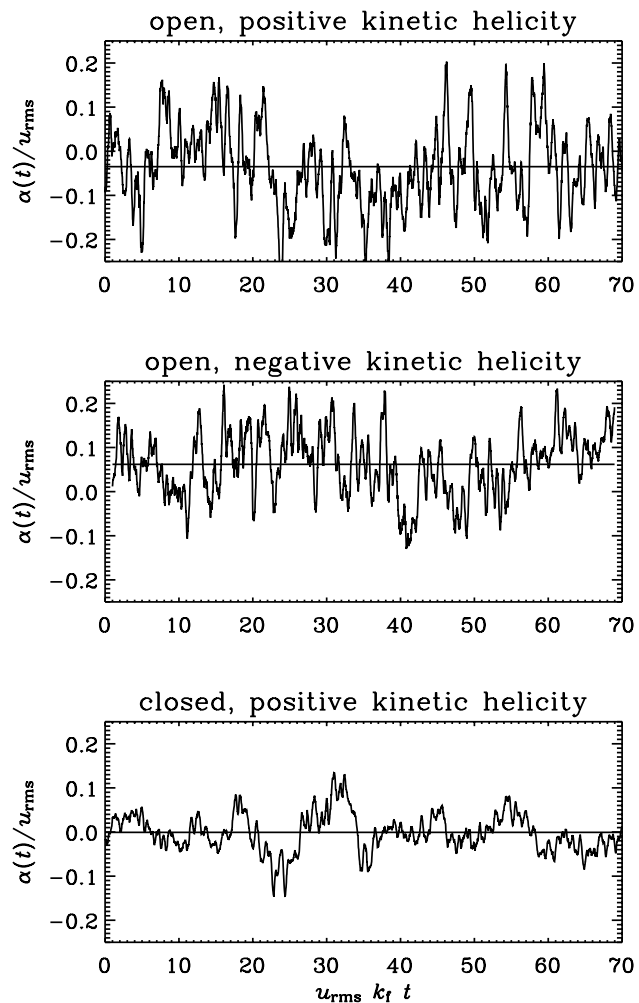 open, positive kinetic helicity
α(t)/u_rms
0.2
0.1
0.0
−0.1
−0.2
0 10 20 30 40 50 60 70
open, negative kinetic helicity
α(t)/u_rms
0.2
0.1
0.0
−0.1
−0.2
0 10 20 30 40 50 60 70
closed, positive kinetic helicity
α(t)/u_rms
0.2
0.1
0.0
−0.1
−0.2
0 10 20 30 40 50 60 70
u_rms k_f t